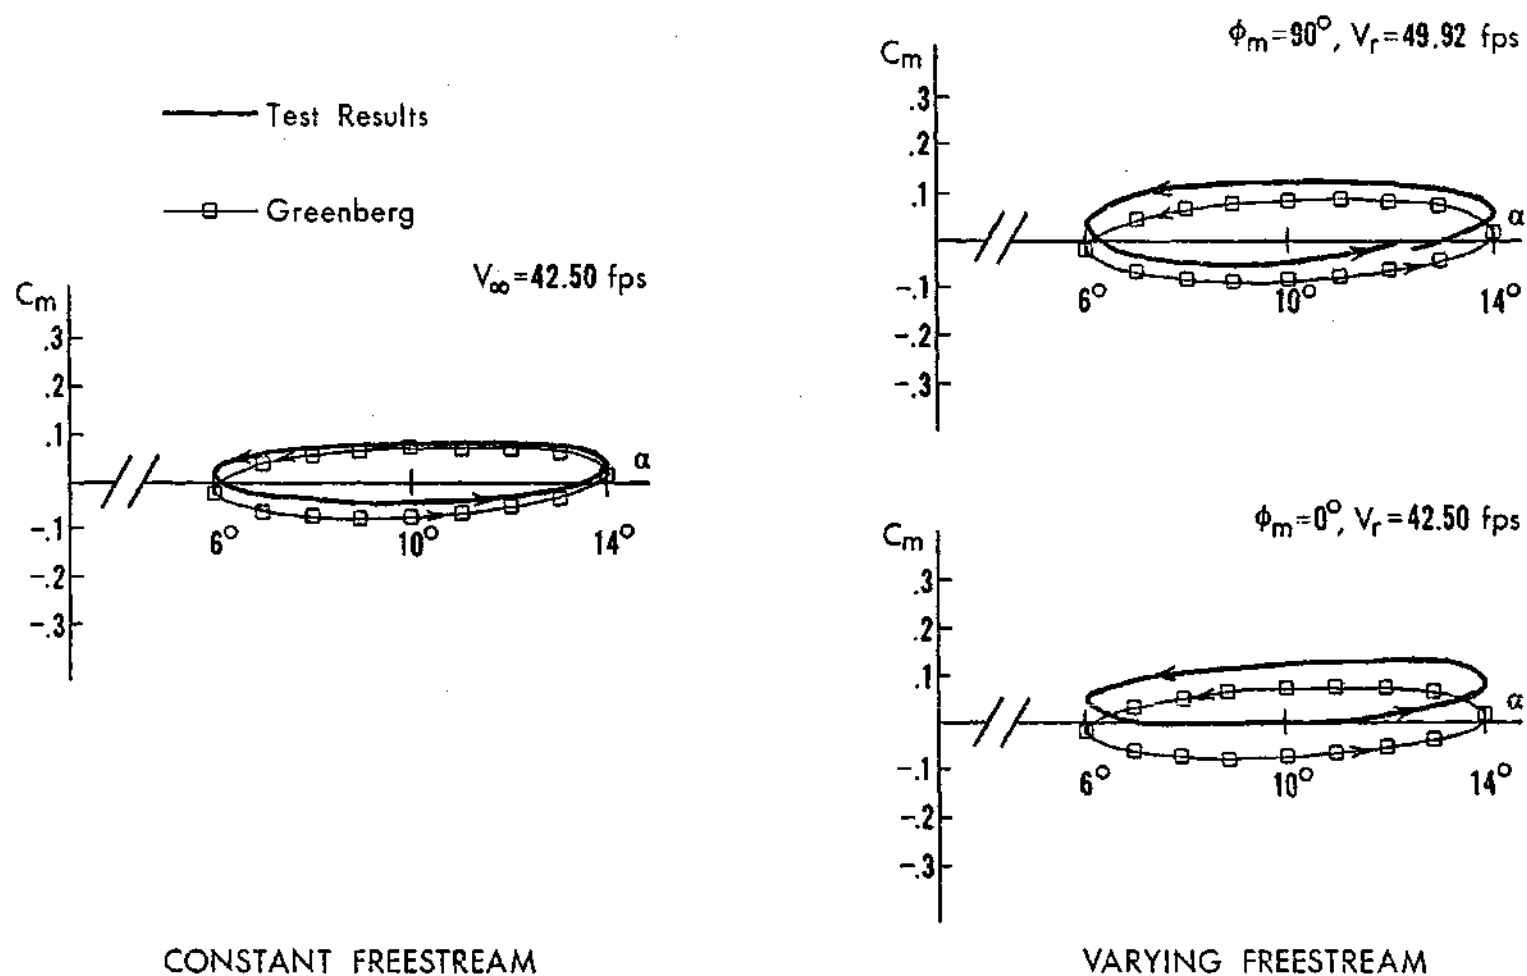 Test Results
Greenberg
V∞=42.50 fps
Cm
.3
.2
.1
-.1
-.2
-.3
α
6° 10° 14°
CONSTANT FREESTREAM
ϕm=90°, Vr=49.92 fps
Cm
.3
.2
.1
-.1
-.2
-.3
α
6° 10° 14°
ϕm=0°, Vr=42.50 fps
Cm
.3
.2
.1
-.1
-.2
-.3
α
6° 10° 14°
VARYING FREESTREAM